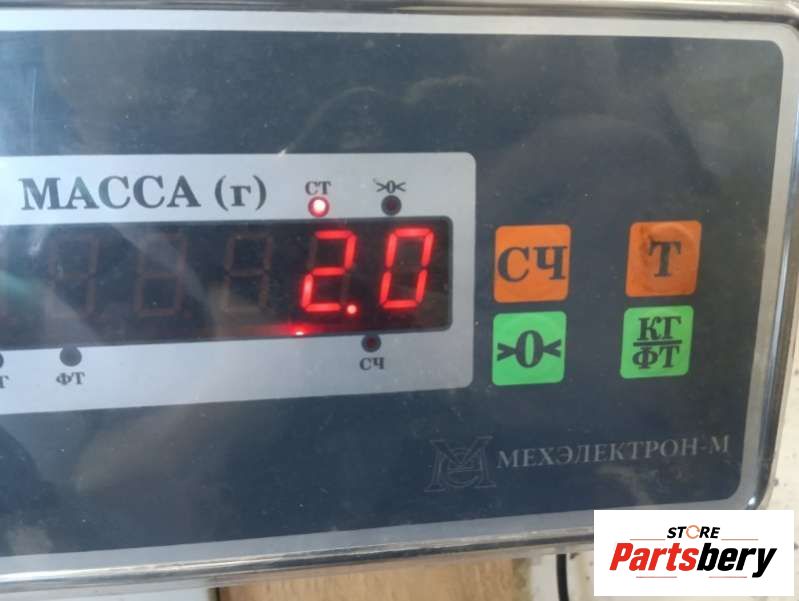 МАССА (г)
СТ >0<
2.0
СЧ Т
>0< КГ
ФТ
ФТ СЧ
МЕХЭЛЕКТРОН-М
STORE
Partsbery